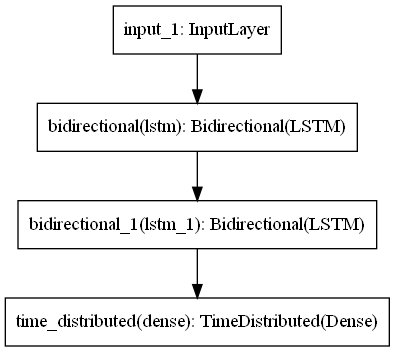 input_1: InputLayer
bidirectional(lstm): Bidirectional(LSTM)
bidirectional_1(lstm_1): Bidirectional(LSTM)
time_distributed(dense): TimeDistributed(Dense)